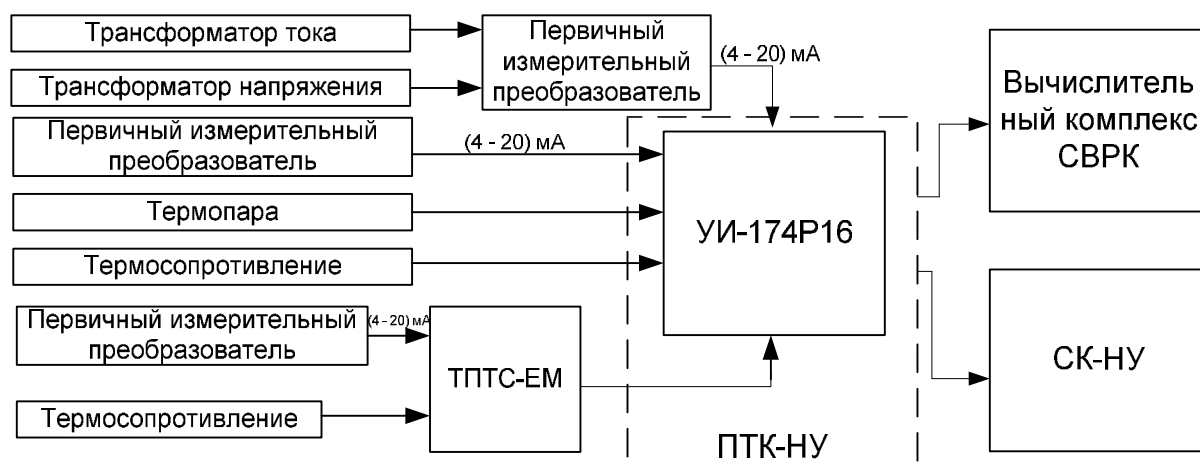 Трансформатор тока
Трансформатор напряжения
Первичный
измерительный
преобразователь
(4 - 20) мА
Первичный измерительный
преобразователь
(4 - 20) мА
Термопара
Термосопротивление
Первичный измерительный
преобразователь
(4 - 20) мА
Термосопротивление
ТПТС-ЕМ
УИ-174Р16
ПТК-НУ
Вычислитель
ный комплекс
СВРК
СК-НУ